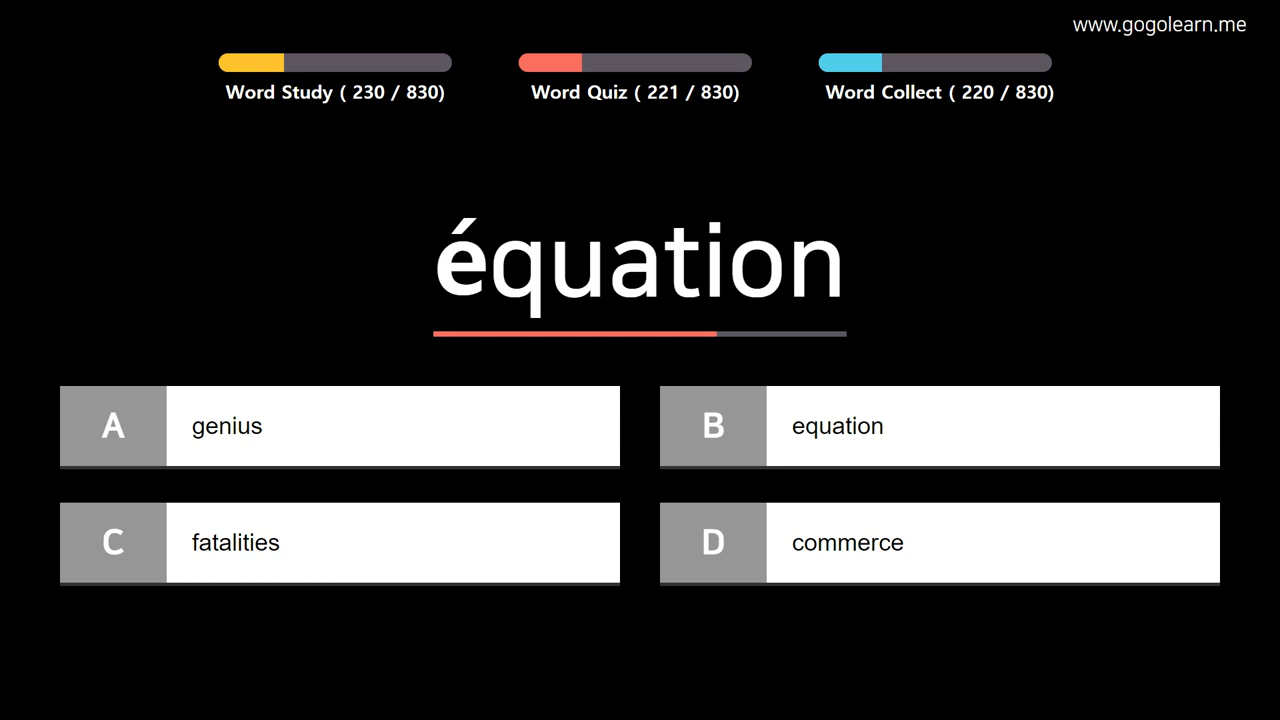 www.gogolearn.me
Word Study ( 230 / 830)
Word Quiz ( 221 / 830)
Word Collect ( 220 / 830)
équation
A genius
B equation
C fatalities
D commerce